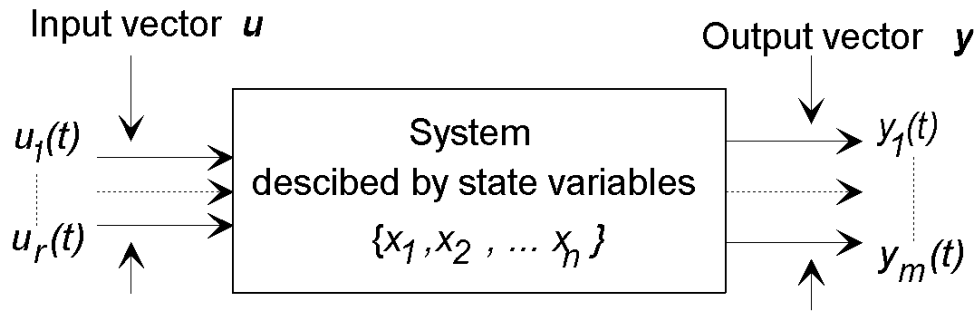 Input vector u
Output vector y
u1(t)
ur(t)
System
descibed by state variables
{x1 ,x2 , ... xn }
y1(t)
ym(t)